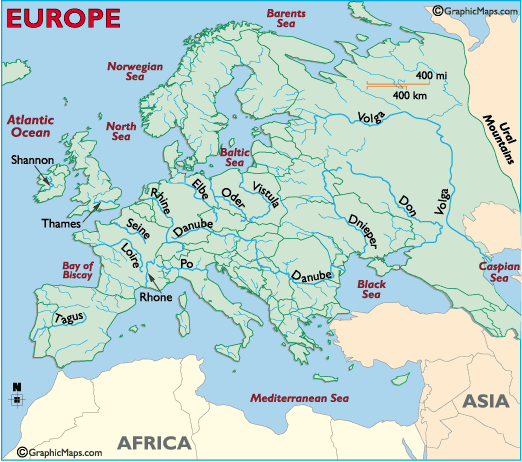 EUROPE
©GraphicMaps.com
Barents
Sea
Norwegian
Sea
400 mi
400 km
Atlantic
Ocean
North
Sea
Volga
Ural
Mountains
Baltic
Sea
Shannon
Thames
Rhine
Elbe
Oder
Vistula
Don
Volga
Dnieper
Seine
Danube
Loire
Po
Bay of
Biscay
Rhone
Danube
Caspian
Sea
Black
Sea
Tagus
N
Mediterranean Sea
ASIA
AFRICA
©GraphicMaps.com